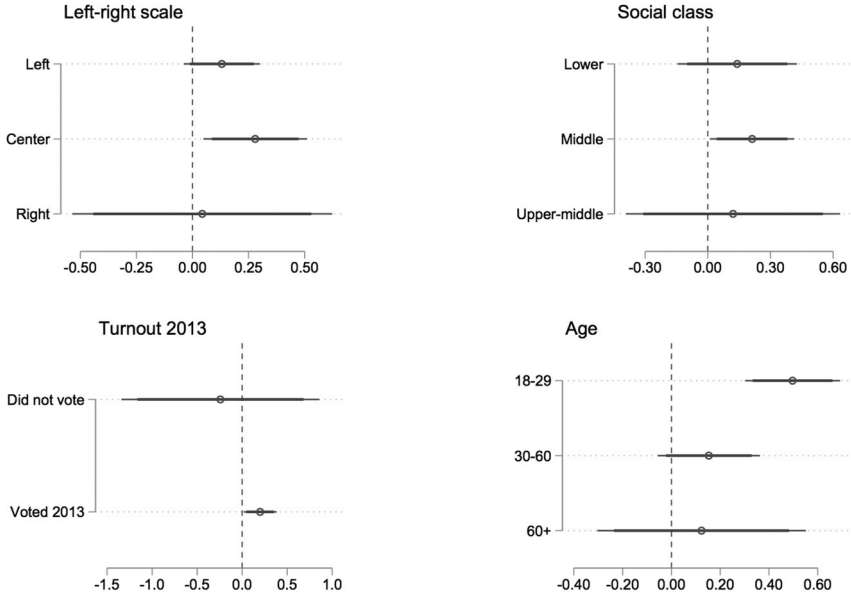 Left-right scale
Left
Center
Right
-0.50 -0.25 0.00 0.25 0.50
Social class
Lower
Middle
Upper-middle
-0.30 0.00 0.30 0.60
Turnout 2013
Did not vote
Voted 2013
-1.5 -1.0 -0.5 0.0 0.5 1.0
Age
18-29
30-60
60+
-0.40 -0.20 0.00 0.20 0.40 0.60